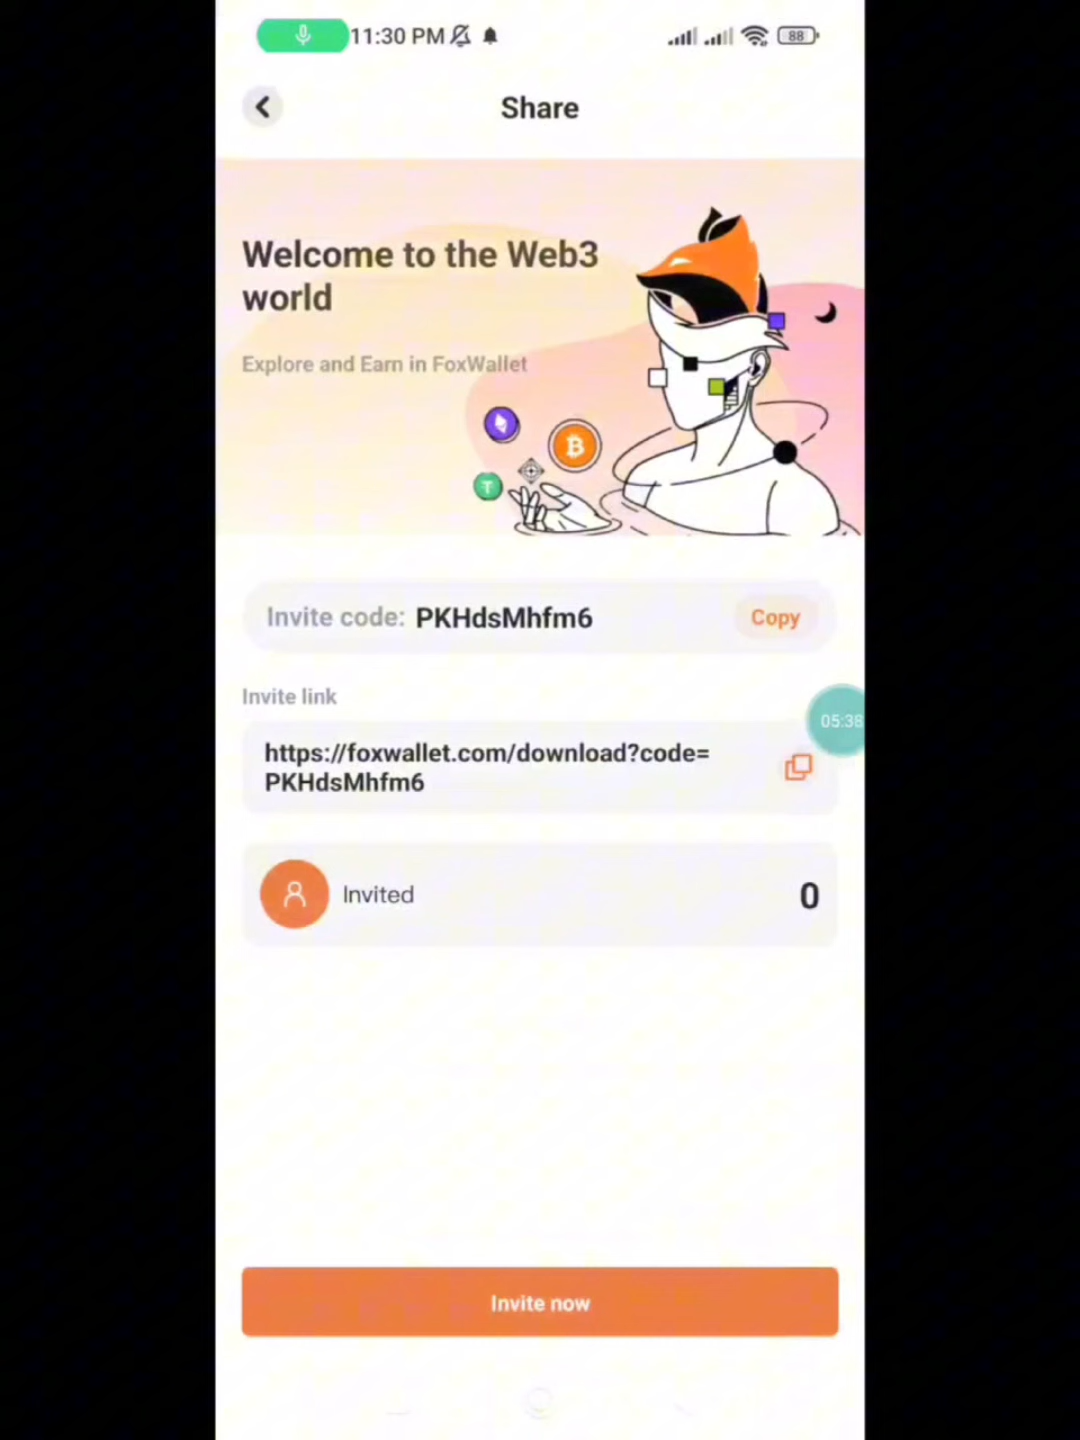 11:30 PM
88
Share
Welcome to the Web3
world
Explore and Earn in FoxWallet
Invite code: PKHdsMhfm6
Copy
Invite link
05:38
https://foxwallet.com/download?code=
PKHdsMhfm6
Invited
0
Invite now